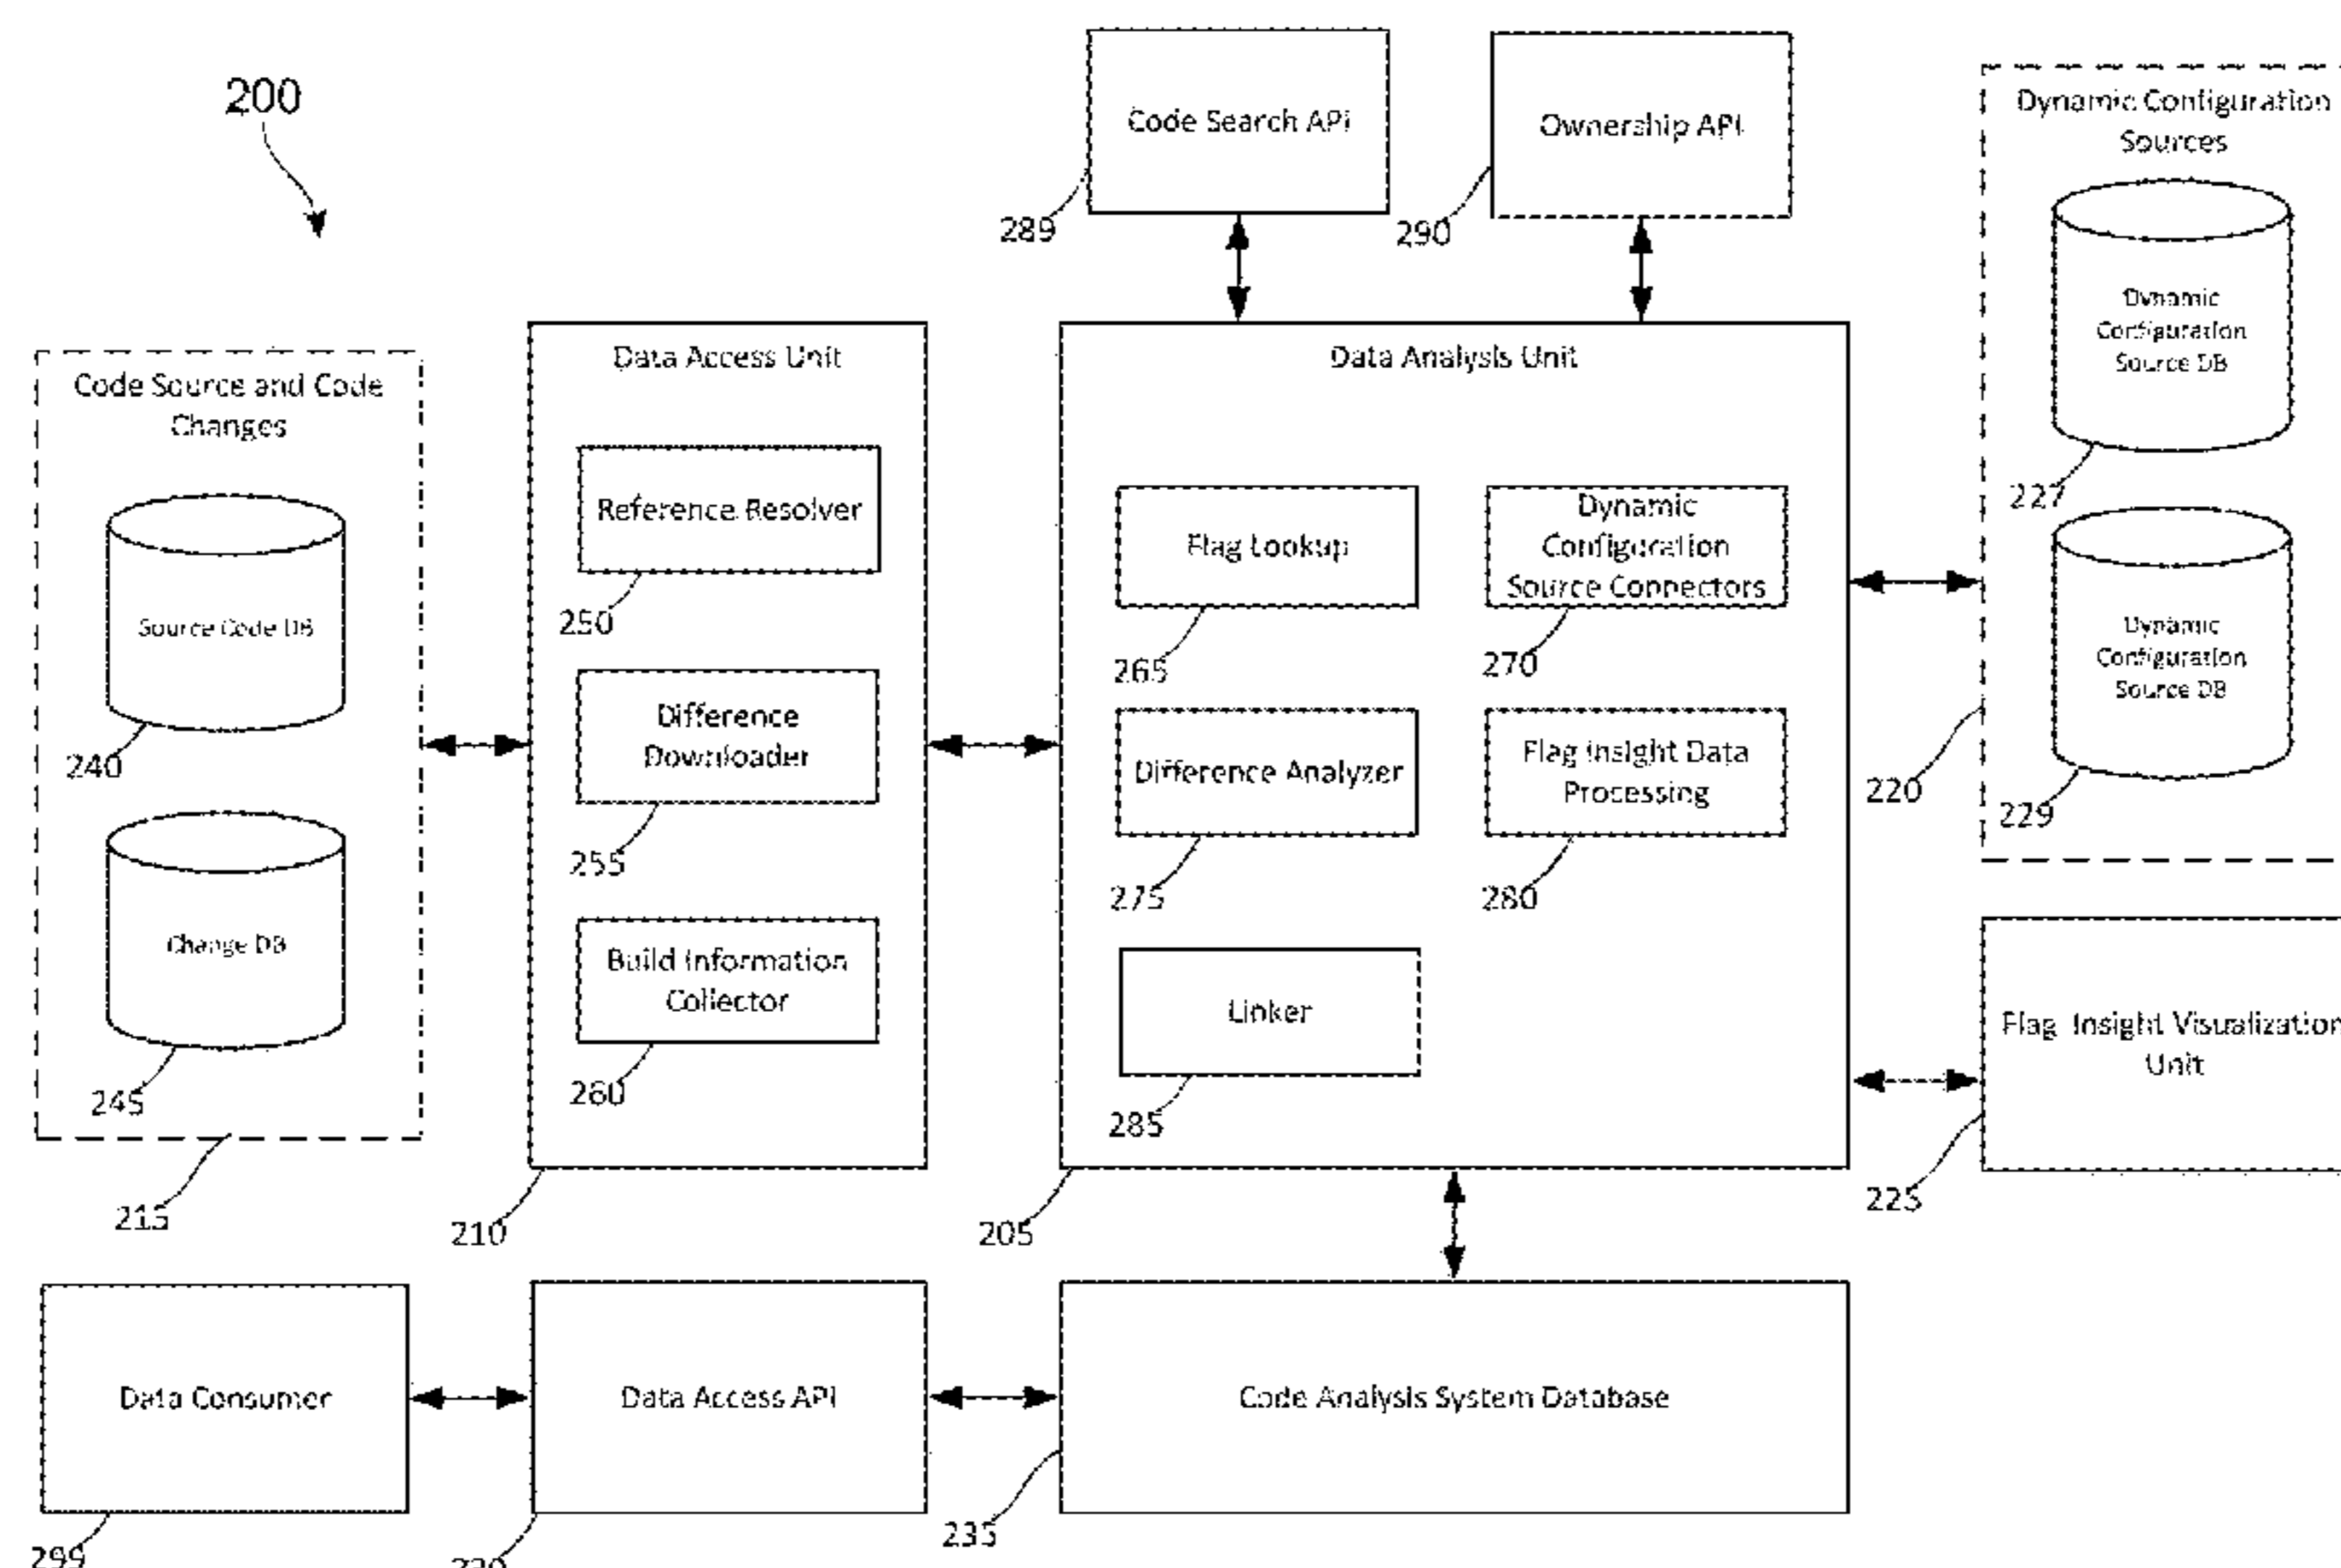 200
Code Search API
289
Ownership API
290
Dynamic Configuration
Sources
Dynamic
Configuration
Source DB
227
Dynamic
Configuration
Source DB
229
220
Code Source and Code
Changes
Source Code DB
240
Change DB
245
215
Data Access Unit
Reference Resolver
250
Difference
Downloader
255
Build Information
Collector
260
210
Data Analysis Unit
Flag Lookup
265
Dynamic
Configuration
Source Connectors
270
Difference Analyzer
275
Flag Insight Data
Processing
280
Linker
285
205
Flag Insight Visualization
Unit
225
Data Consumer
299
Data Access API
Code Analysis System Database
235